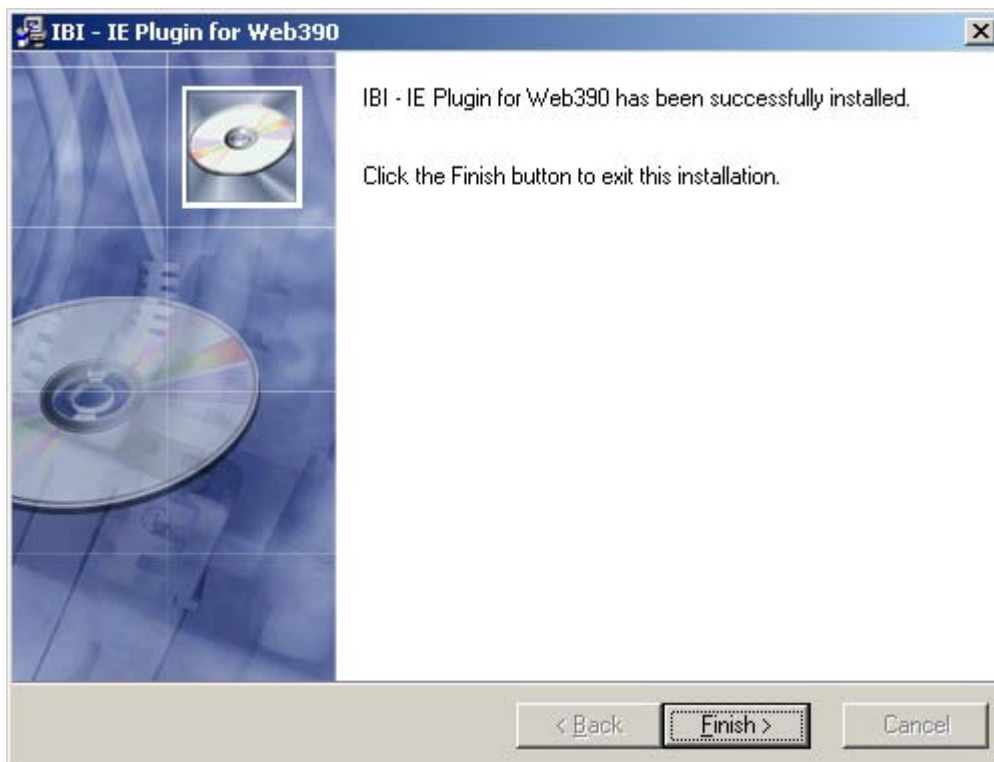 IBI - IE Plugin for Web390
IBI - IE Plugin for Web390 has been successfully installed.
Click the Finish button to exit this installation.
< Back
Finish >
Cancel